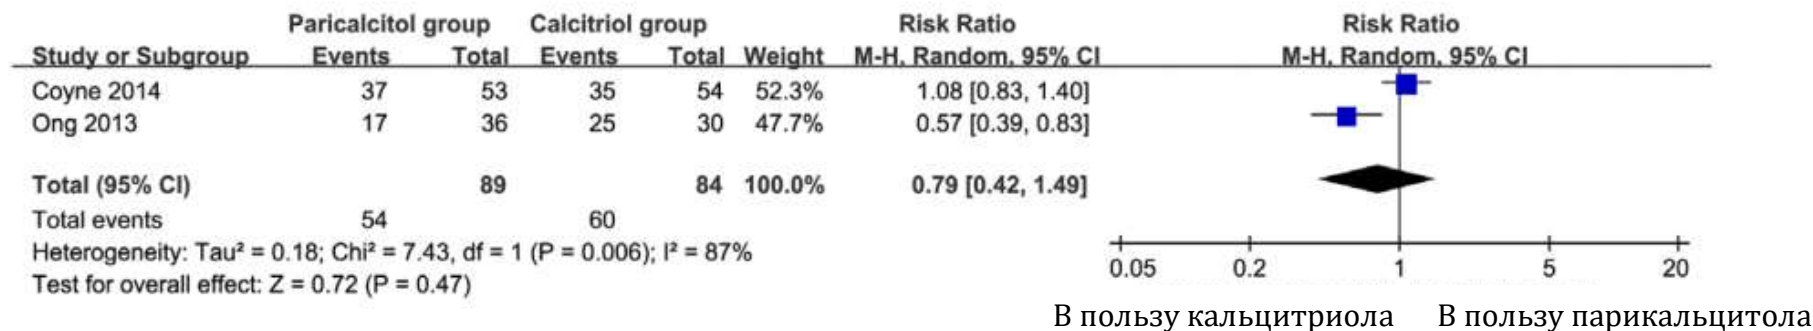 Paricalcitol group Calcitriol group Risk Ratio Risk Ratio
Study or Subgroup Events Total Events Total Weight M-H, Random, 95% CI M-H, Random, 95% CI
Coyne 2014 37 53 35 54 52.3% 1.08 [0.83, 1.40]
Ong 2013 17 36 25 30 47.7% 0.57 [0.39, 0.83]
Total (95% CI) 89 84 100.0% 0.79 [0.42, 1.49]
Total events 54 60
Heterogeneity: Tau² = 0.18; Chi² = 7.43, df = 1 (P = 0.006); I² = 87%
Test for overall effect: Z = 0.72 (P = 0.47)
0.05 0.2 1 5 20
В пользу кальцитриола В пользу парикальцитола